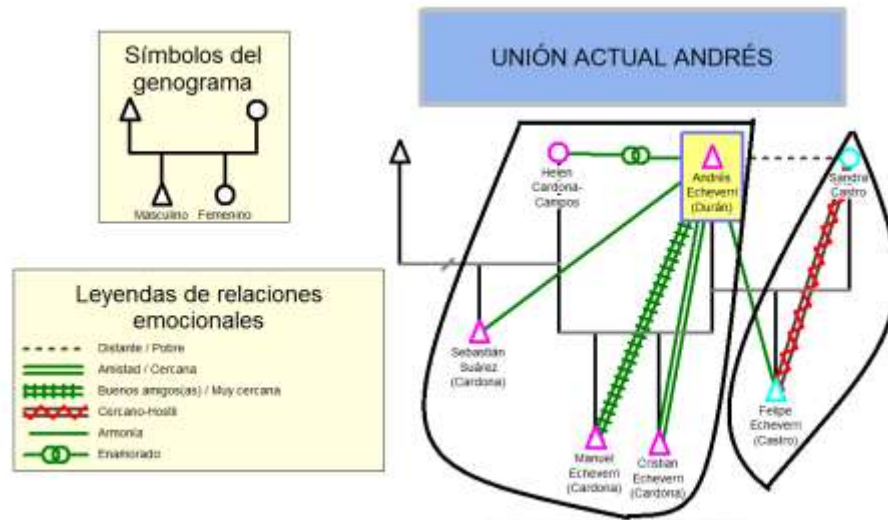 Símbolos del
genograma
Masculino
Femenino
UNIÓN ACTUAL ANDRÉS
Helen
Cardona-
Campos
Andrés
Echeverri
(Durán)
Sandra
Castro
Leyendas de relaciones
emocionales
Distante / Pobre
Amistad / Cercana
Buenos amigos(as) / Muy cercana
Cercano-Hostil
Armonía
Enamorado
Sebastián
Suárez
(Cardona)
Manuel
Echeverri
(Cardona)
Cristian
Echeverri
(Cardona)
Felipe
Echeverri
(Castro)